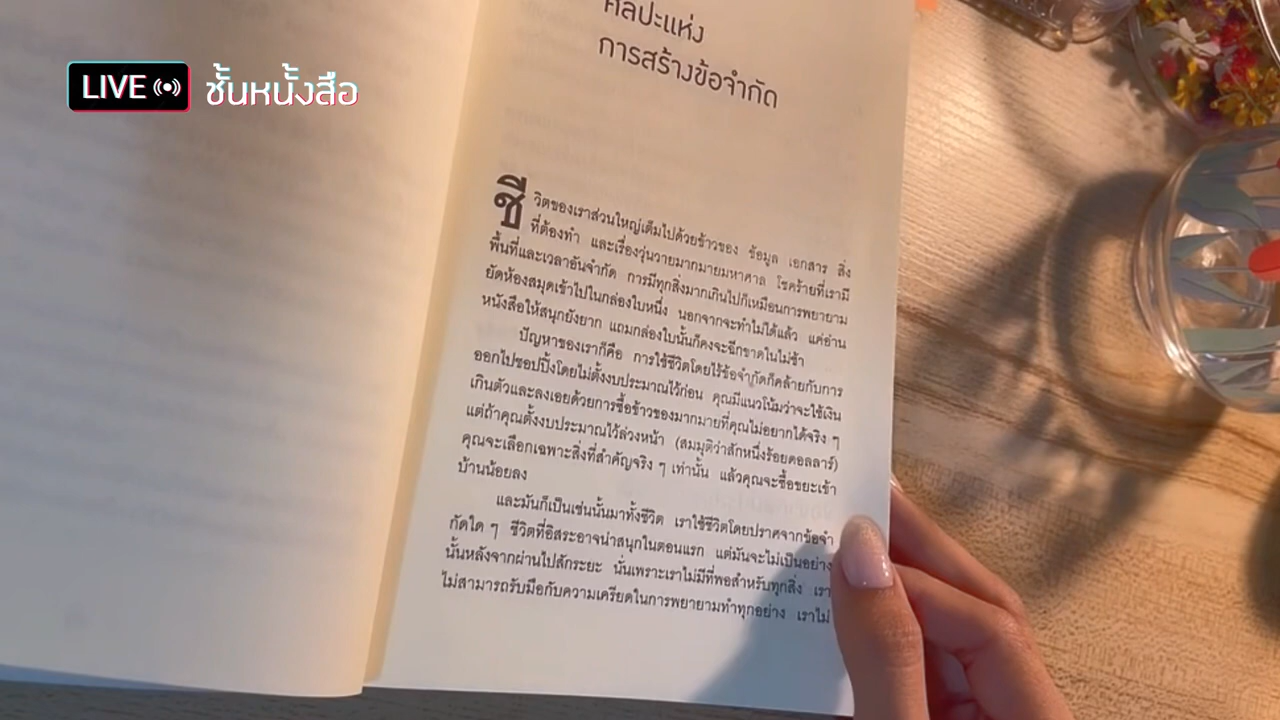 LIVE
ชั้นหนั้งสือ
ศิลปะแห่ง
การสร้างข้อจำกัด
ชีวิตของเราส่วนใหญ่เต็มไปด้วยข้าวของ ข้อมูล เอกสาร สิ่ง
ที่ต้องทำ และเรื่องวุ่นวายมากมายมหาศาล โชคร้ายที่เรามี
พื้นที่และเวลาอันจำกัด การมีทุกสิ่งมากเกินไปก็เหมือนการพยายาม
ยัดห้องสมุดเข้าไปในกล่องใบหนึ่ง นอกจากจะทำไม่ได้แล้ว แค่อ่าน
หนังสือให้สนุกยังยาก แถมกล่องใบนั้นก็คงจะฉีกขาดในไม่ช้า
ปัญหาของเราก็คือ การใช้ชีวิตโดยไร้ข้อจำกัดก็คล้ายกับการ
ออกไปชอปปิ้งโดยไม่ตั้งงบประมาณไว้ก่อน คุณมีแนวโน้มว่าจะใช้เงิน
เกินตัวและลงเอยด้วยการซื้อข้าวของมากมายที่คุณไม่อยากได้จริง ๆ
แต่ถ้าคุณตั้งงบประมาณไว้ล่วงหน้า (สมมุติว่าสักหนึ่งร้อยดอลลาร์)
คุณจะเลือกเฉพาะสิ่งที่สำคัญจริง ๆ เท่านั้น แล้วคุณจะซื้อขยะเข้า
บ้านน้อยลง
และมันก็เป็นเช่นนั้นมาทั้งชีวิต เราใช้ชีวิตโดยปราศจากข้อจำ
กัดใด ๆ ชีวิตที่อิสระอาจน่าสนุกในตอนแรก แต่มันจะไม่เป็นอย่าง
นั้นหลังจากผ่านไปสักระยะ นั่นเพราะเราไม่มีที่พอสำหรับทุกสิ่ง เรา
ไม่สามารถรับมือกับความเครียดในการพยายามทำทุกอย่าง เราไม่